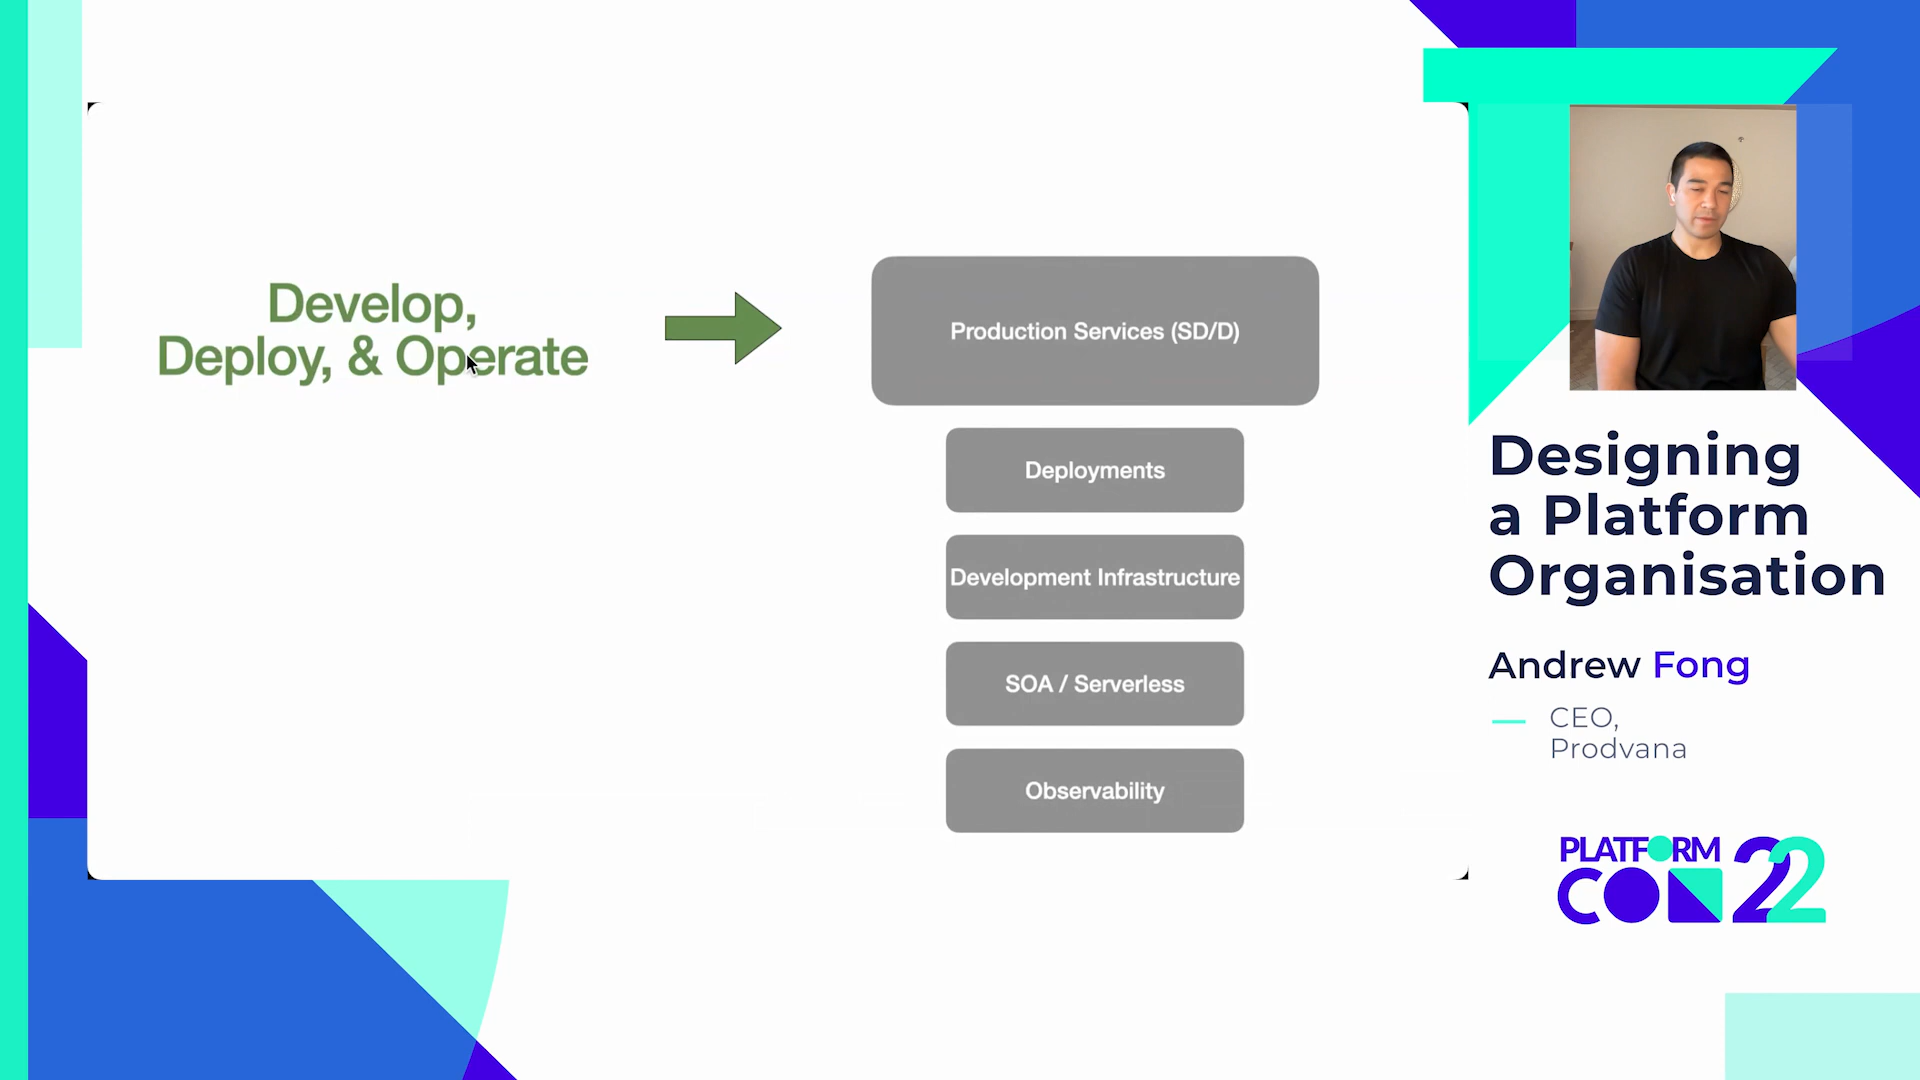 Develop,
Deploy, & Operate
Production Services (SD/D)
Deployments
Development Infrastructure
SOA / Serverless
Observability
Designing
a Platform
Organisation
Andrew Fong
CEO,
Prodvana
PLATFORM
CON 22